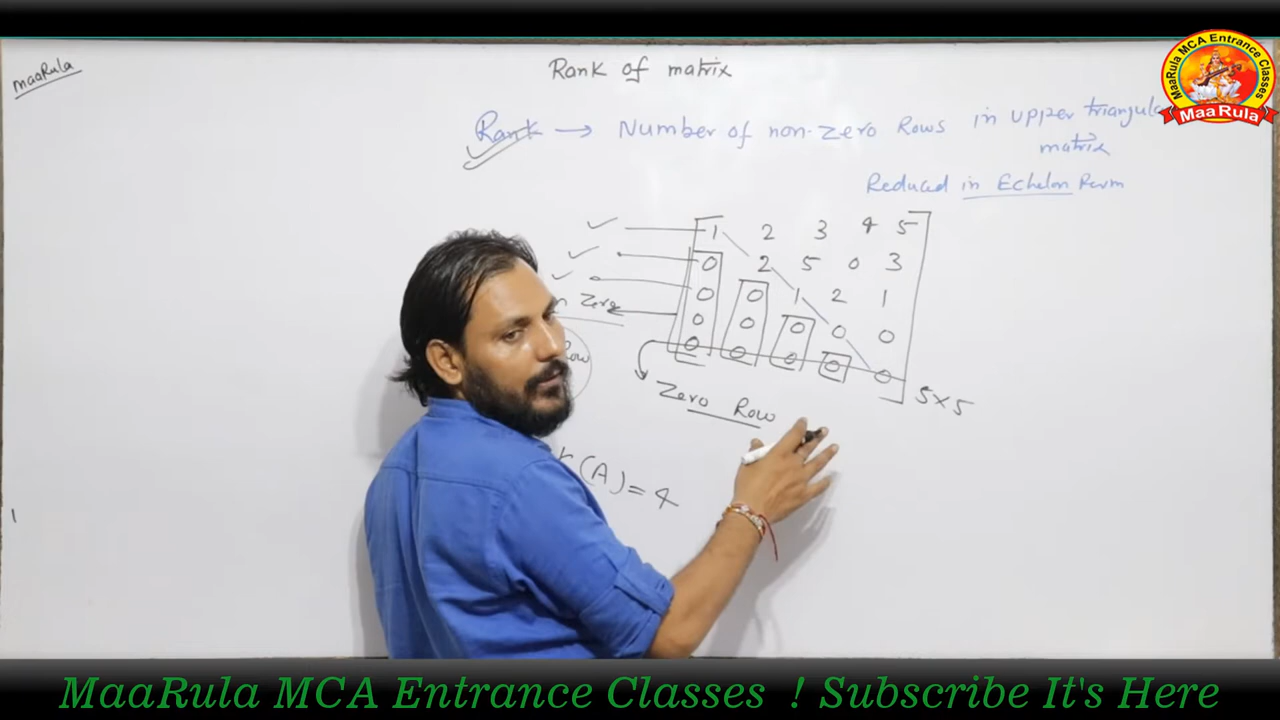 maaRula
Rank of matrix
Rank → Number of non-zero Rows in upper triangula
matrix
Reduced in Echelon Form
1 2 3 4 5
0 2 5 0 3
0 0 1 2 1
0 0 0 0 0
0 0 0 0 0
5×5
Zero
Row
Zero Row
(A) = 4
MaaRula MCA Entrance Classes
MaaRula
MaaRula MCA Entrance Classes ! Subscribe It's Here